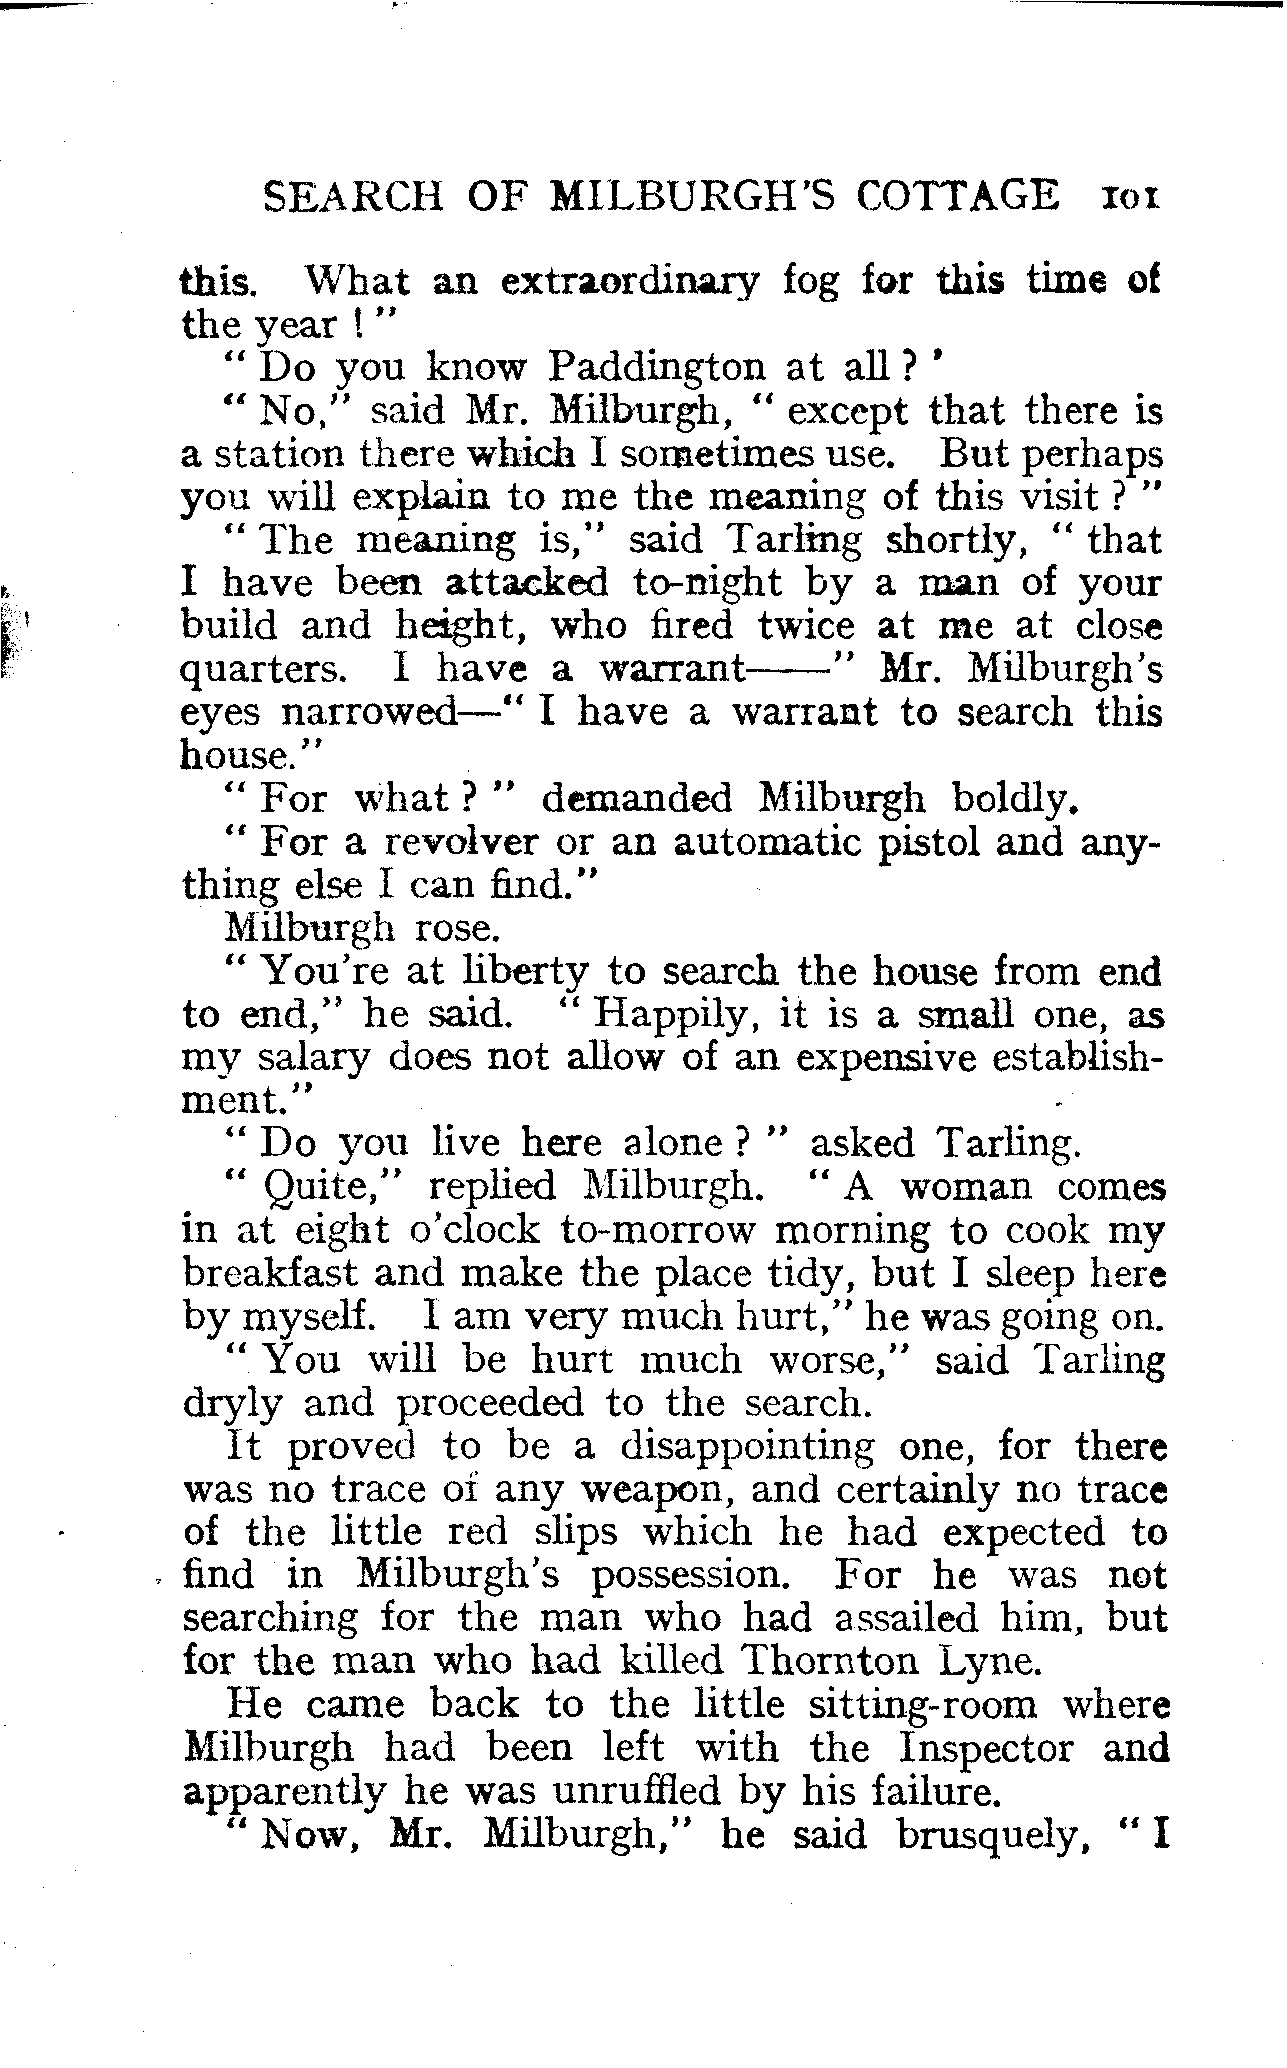 SEARCH OF MILBURGH'S COTTAGE 101
this. What an extraordinary fog for this time of
the year ! "
" Do you know Paddington at all ? '
" No," said Mr. Milburgh, " except that there is
a station there which I sometimes use. But perhaps
you will explain to me the meaning of this visit ? "
" The meaning is," said Tarling shortly, " that
I have been attacked to-night by a man of your
build and height, who fired twice at me at close
quarters. I have a warrant——" Mr. Milburgh's
eyes narrowed—" I have a warrant to search this
house."
" For what ? " demanded Milburgh boldly.
" For a revolver or an automatic pistol and any-
thing else I can find."
Milburgh rose.
" You're at liberty to search the house from end
to end," he said. " Happily, it is a small one, as
my salary does not allow of an expensive establish-
ment."
" Do you live here alone ? " asked Tarling.
" Quite," replied Milburgh. " A woman comes
in at eight o'clock to-morrow morning to cook my
breakfast and make the place tidy, but I sleep here
by myself. I am very much hurt," he was going on.
" You will be hurt much worse," said Tarling
dryly and proceeded to the search.
It proved to be a disappointing one, for there
was no trace of any weapon, and certainly no trace
of the little red slips which he had expected to
find in Milburgh's possession. For he was not
searching for the man who had assailed him, but
for the man who had killed Thornton Lyne.
He came back to the little sitting-room where
Milburgh had been left with the Inspector and
apparently he was unruffled by his failure.
" Now, Mr. Milburgh," he said brusquely, " I